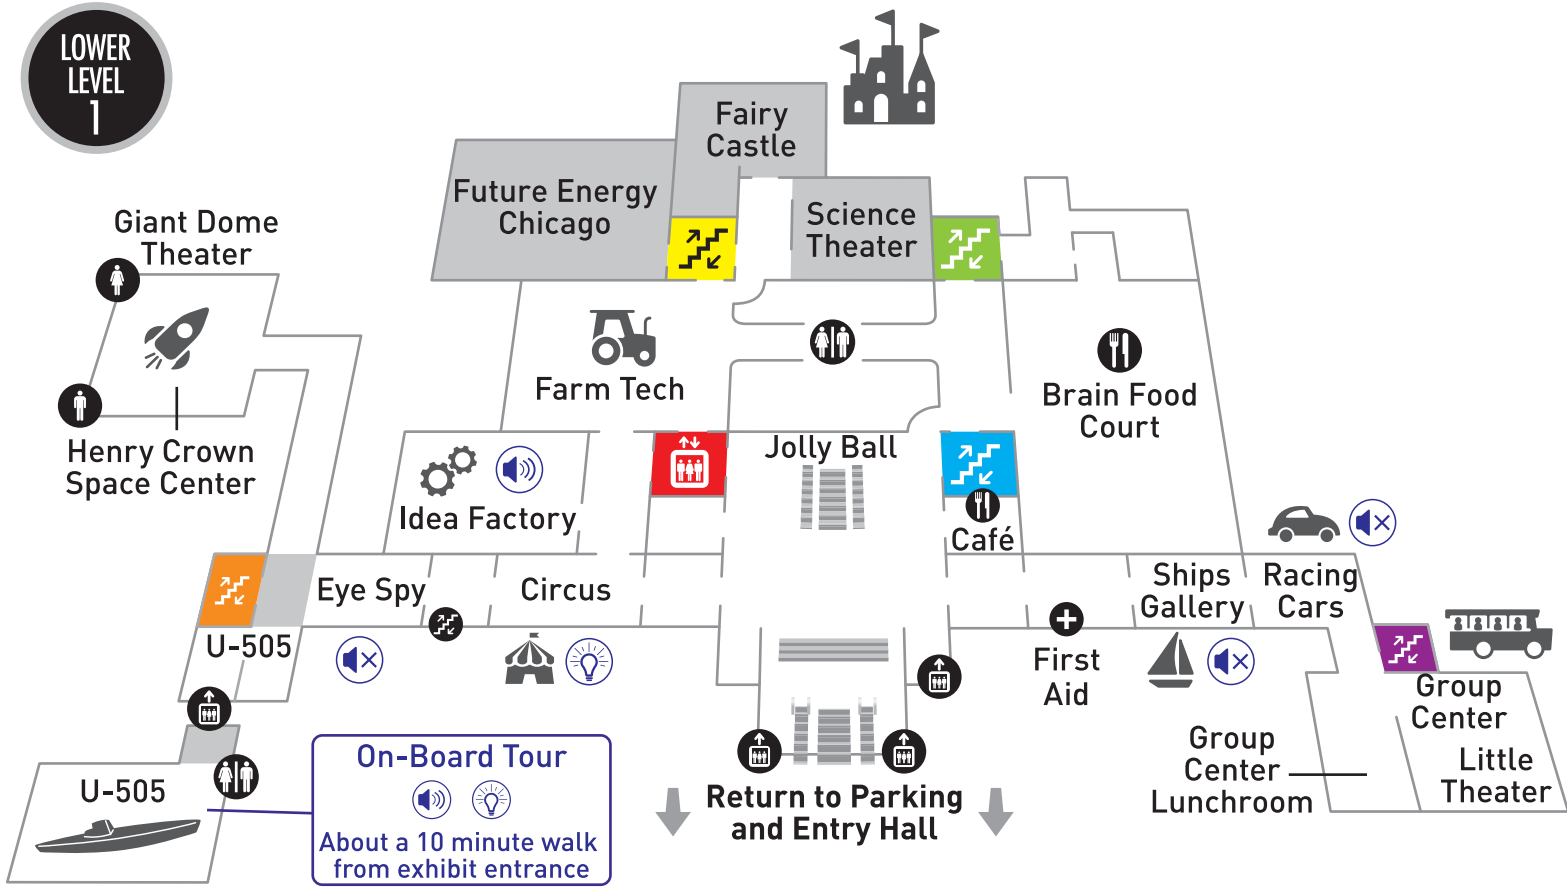 LOWER
LEVEL
1
Fairy
Castle
Future Energy
Chicago
Science
Theater
Giant Dome
Theater
Farm Tech
Brain Food
Court
Henry Crown
Space Center
Jolly Ball
Idea Factory
Café
Eye Spy
Circus
Ships
Gallery
Racing
Cars
U-505
First
Aid
Group
Center
Group
Center
Lunchroom
Little
Theater
U-505
On-Board Tour
About a 10 minute walk
from exhibit entrance
Return to Parking
and Entry Hall